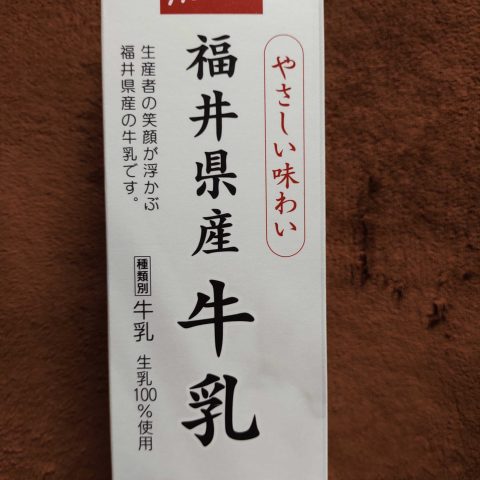 やさしい味わい
福井県産牛乳
生産者の笑顔が浮かぶ
福井県産の牛乳です。
種類別 牛乳 生乳100%使用